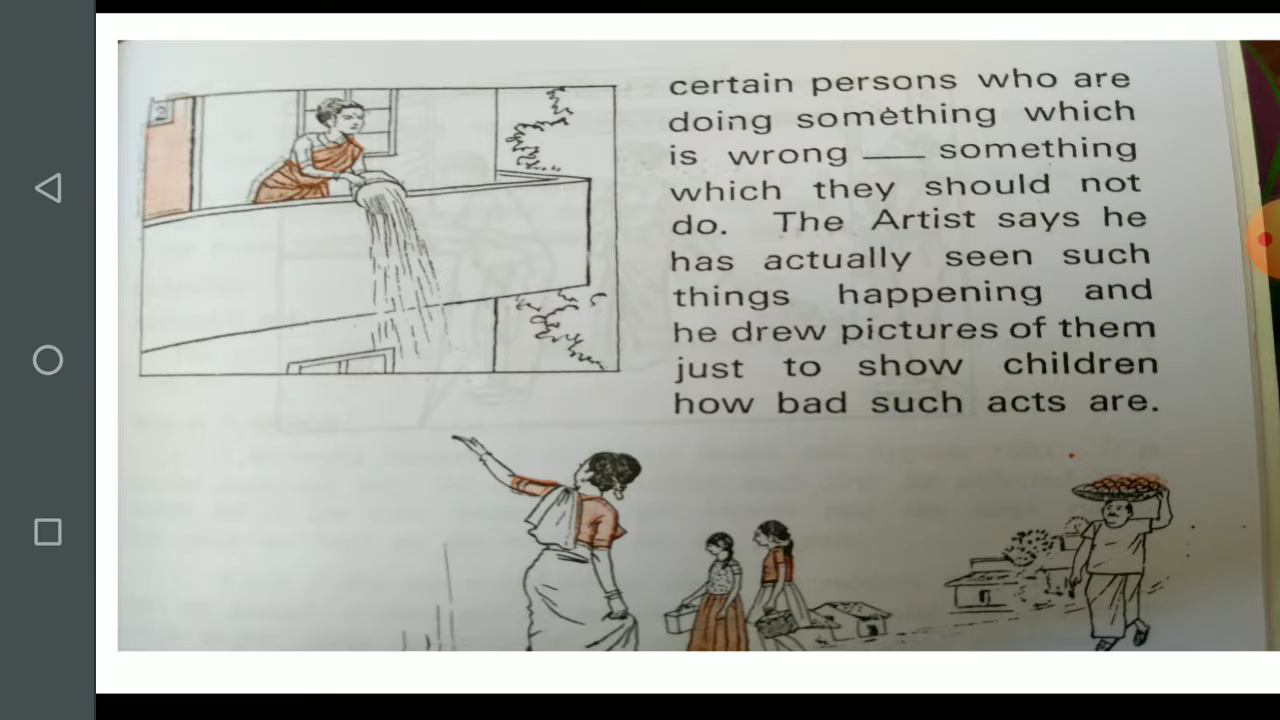 2
certain persons who are
doing something which
is wrong — something
which they should not
do. The Artist says he
has actually seen such
things happening and
he drew pictures of them
just to show children
how bad such acts are.